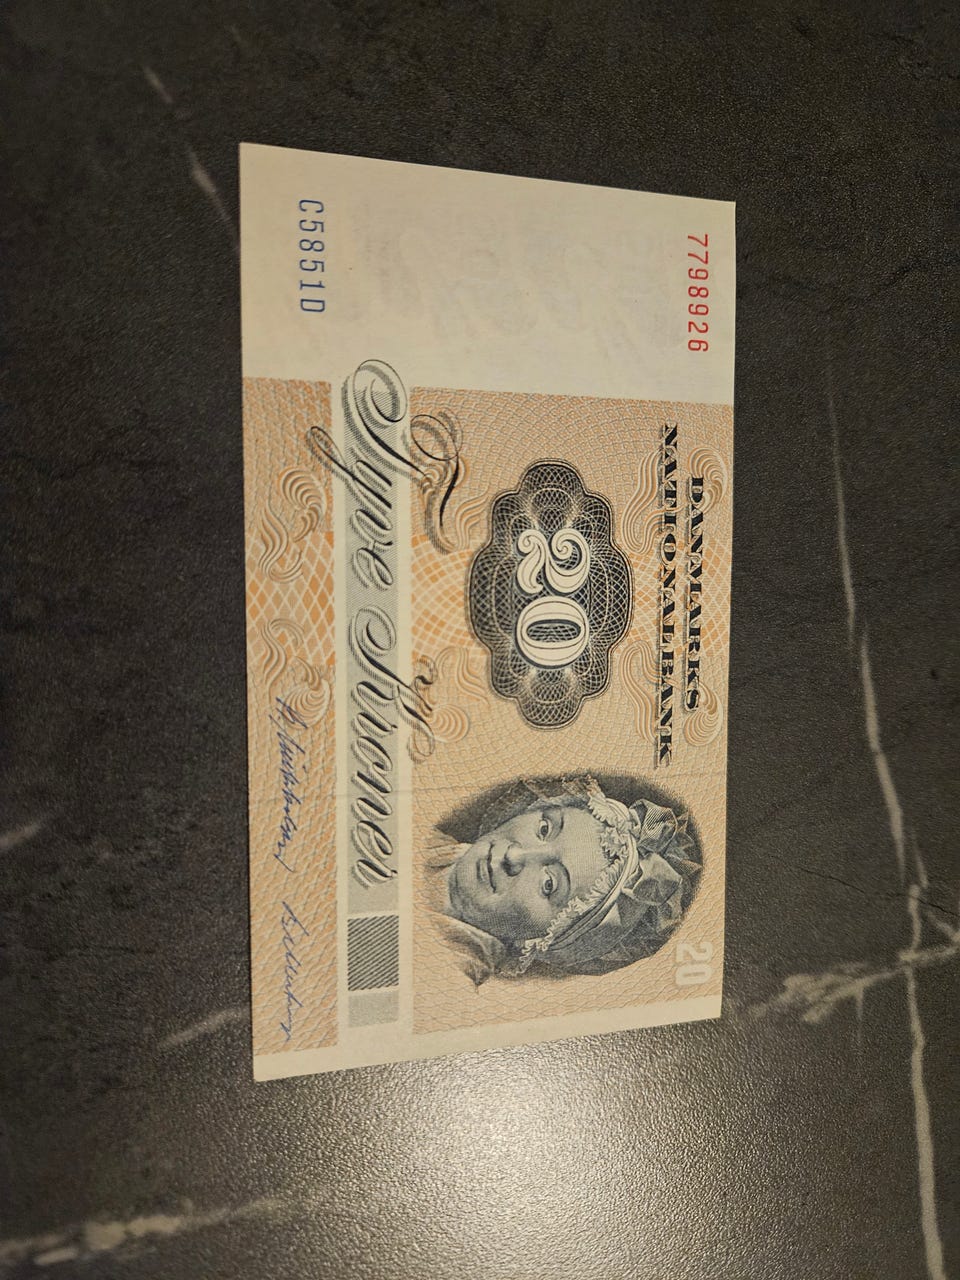 7798926
DANMARKS
NATIONALBANK
20
20
Tyve Kroner
C5851D